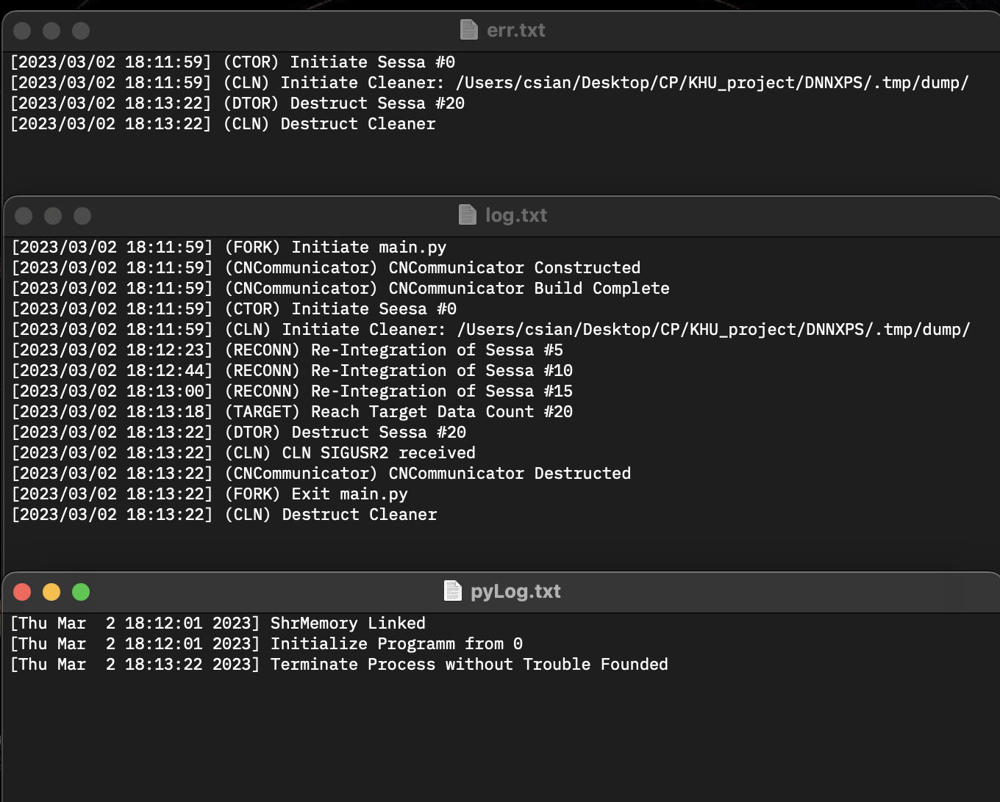 err.txt
[2023/03/02 18:11:59] (CTOR) Initiate Sessa #0
[2023/03/02 18:11:59] (CLN) Initiate Cleaner: /Users/csian/Desktop/CP/KHU_project/DNNXPS/.tmp/dump/
[2023/03/02 18:13:22] (DTOR) Destruct Sessa #20
[2023/03/02 18:13:22] (CLN) Destruct Cleaner
log.txt
[2023/03/02 18:11:59] (FORK) Initiate main.py
[2023/03/02 18:11:59] (CNCommunicator) CNCommunicator Constructed
[2023/03/02 18:11:59] (CNCommunicator) CNCommunicator Build Complete
[2023/03/02 18:11:59] (CTOR) Initiate Seesa #0
[2023/03/02 18:11:59] (CLN) Initiate Cleaner: /Users/csian/Desktop/CP/KHU_project/DNNXPS/.tmp/dump/
[2023/03/02 18:12:23] (RECONN) Re-Integration of Sessa #5
[2023/03/02 18:12:44] (RECONN) Re-Integration of Sessa #10
[2023/03/02 18:13:00] (RECONN) Re-Integration of Sessa #15
[2023/03/02 18:13:18] (TARGET) Reach Target Data Count #20
[2023/03/02 18:13:22] (DTOR) Destruct Sessa #20
[2023/03/02 18:13:22] (CLN) CLN SIGUSR2 received
[2023/03/02 18:13:22] (CNCommunicator) CNCommunicator Destructed
[2023/03/02 18:13:22] (FORK) Exit main.py
[2023/03/02 18:13:22] (CLN) Destruct Cleaner
pyLog.txt
[Thu Mar  2 18:12:01 2023] ShrMemory Linked
[Thu Mar  2 18:12:01 2023] Initialize Programm from 0
[Thu Mar  2 18:13:22 2023] Terminate Process without Trouble Founded